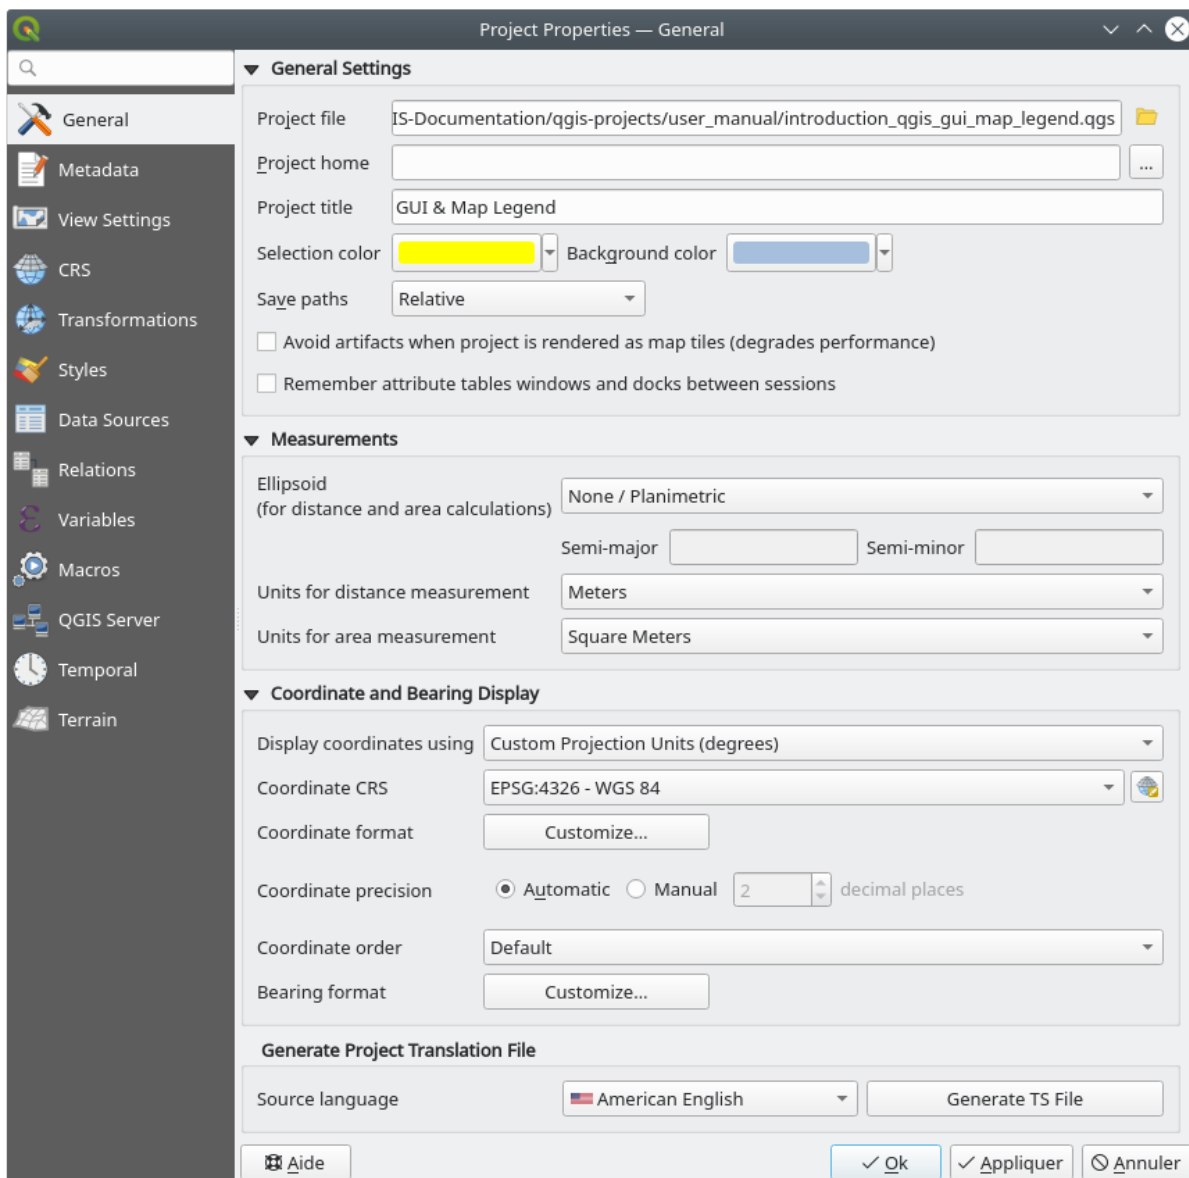 Project Properties — General
General
Metadata
View Settings
CRS
Transformations
Styles
Data Sources
Relations
Variables
Macros
QGIS Server
Temporal
Terrain
General Settings
Project file IS-Documentation/qgis-projects/user_manual/introduction_qgis_gui_map_legend.qgs
Project home ...
Project title GUI & Map Legend
Selection color Background color
Save paths Relative
Avoid artifacts when project is rendered as map tiles (degrades performance)
Remember attribute tables windows and docks between sessions
Measurements
Ellipsoid
(for distance and area calculations) None / Planimetric
Semi-major Semi-minor
Units for distance measurement Meters
Units for area measurement Square Meters
Coordinate and Bearing Display
Display coordinates using Custom Projection Units (degrees)
Coordinate CRS EPSG:4326 - WGS 84
Coordinate format Customize...
Coordinate precision Automatic Manual 2 decimal places
Coordinate order Default
Bearing format Customize...
Generate Project Translation File
Source language American English Generate TS File
Aide Ok Appliquer Annuler